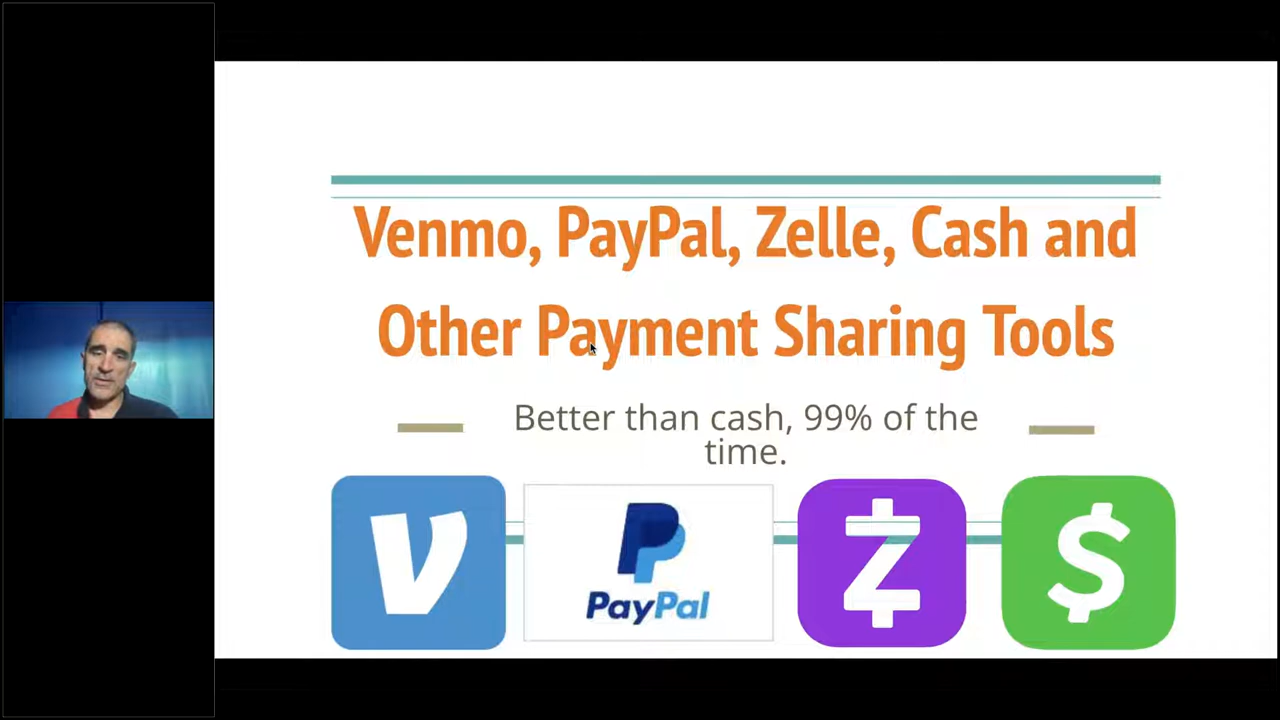 Venmo, PayPal, Zelle, Cash and
Other Payment Sharing Tools
Better than cash, 99% of the
time.
V
P
PayPal
Z
$